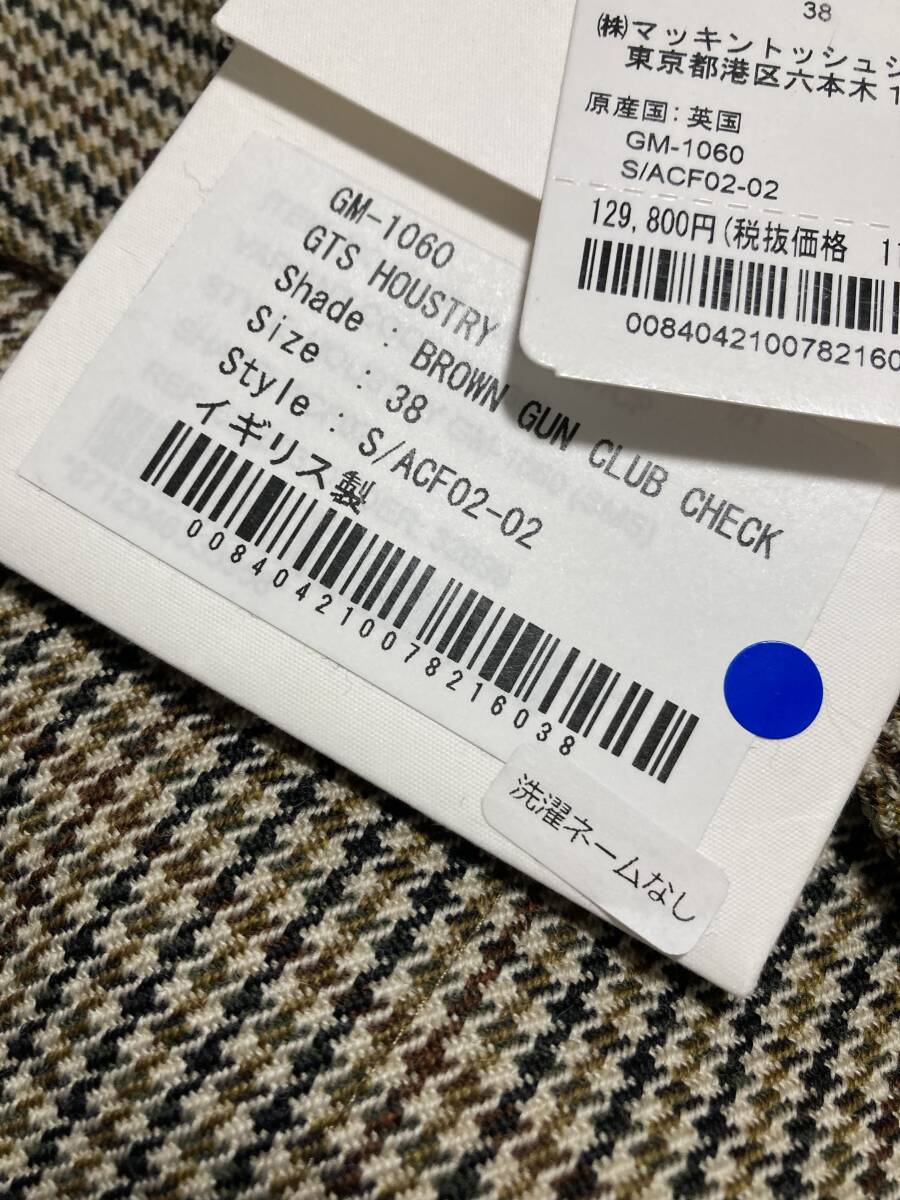 38
㈱マッキントッシュジ
東京都港区六本木1
原産国:英国
GM-1060
S/ACF02-02
129,800円(税抜価格 11
0084042100782160
GM-1060
GTS HOUSTRY
Shade : BROWN GUN CLUB CHECK
Size : 38
Style : S/ACF02-02
イギリス製
008404210078216038
洗濯ネームなし